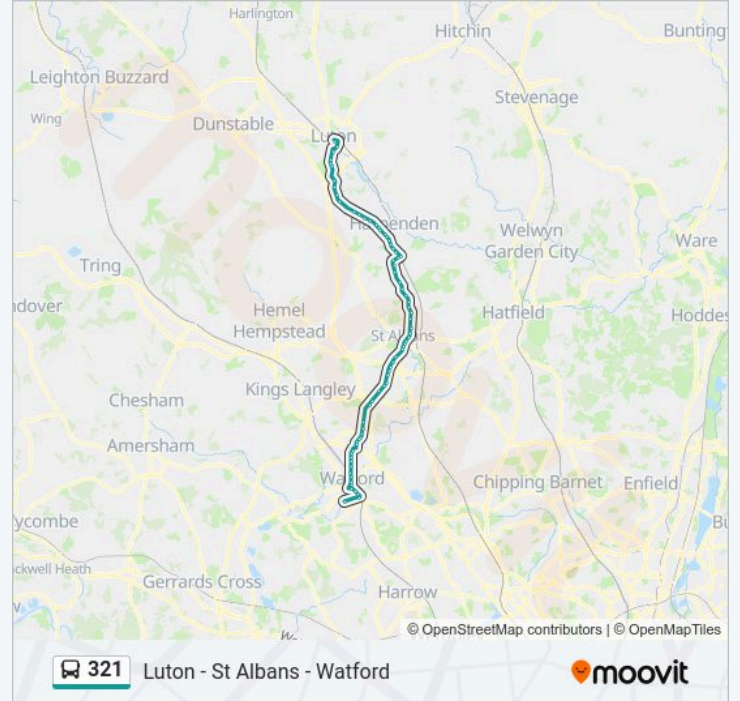 Harlington
Hitchin
Bunting
Leighton Buzzard
Stevenage
Wing
Dunstable
Luton
Harpenden
Welwyn
Garden City
Ware
Tring
ndover
Hemel
Hempstead
Hatfield
Hoddes
St Albans
Kings Langley
Chesham
Amersham
Watford
Chipping Barnet
Enfield
ycombe
Bu
ckwell Heath
Gerrards Cross
Harrow
w
© OpenStreetMap contributors | © OpenMapTiles
321 Luton - St Albans - Watford
moovit